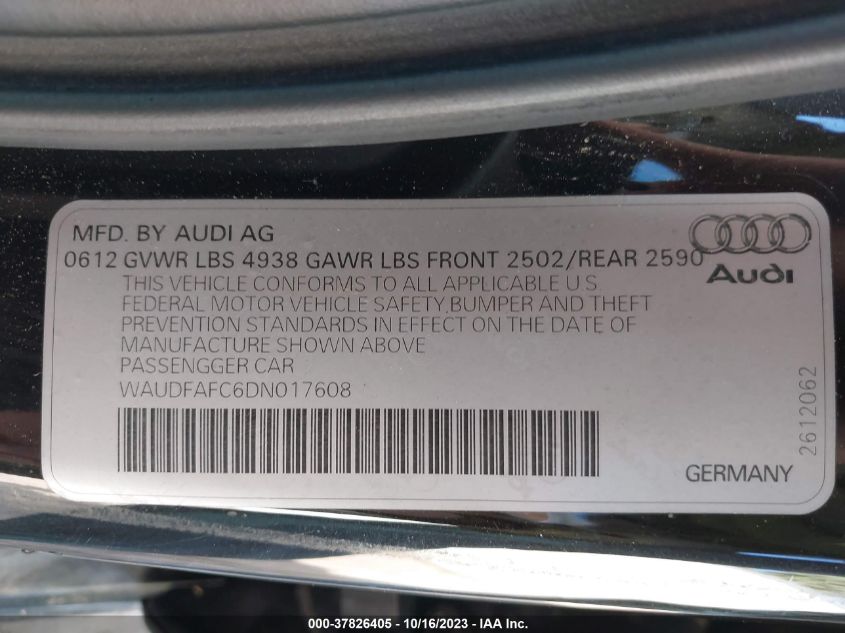 MFD. BY AUDI AG
0612 GVWR LBS 4938 GAWR LBS FRONT 2502/REAR 2590
Audi
THIS VEHICLE CONFORMS TO ALL APPLICABLE U.S.
FEDERAL MOTOR VEHICLE SAFETY,BUMPER AND THEFT
PREVENTION STANDARDS IN EFFECT ON THE DATE OF
MANUFACTURE SHOWN ABOVE
PASSENGGER CAR
WAUDFAFC6DN017608
2612062
GERMANY
000-37826405 - 10/16/2023 - IAA Inc.